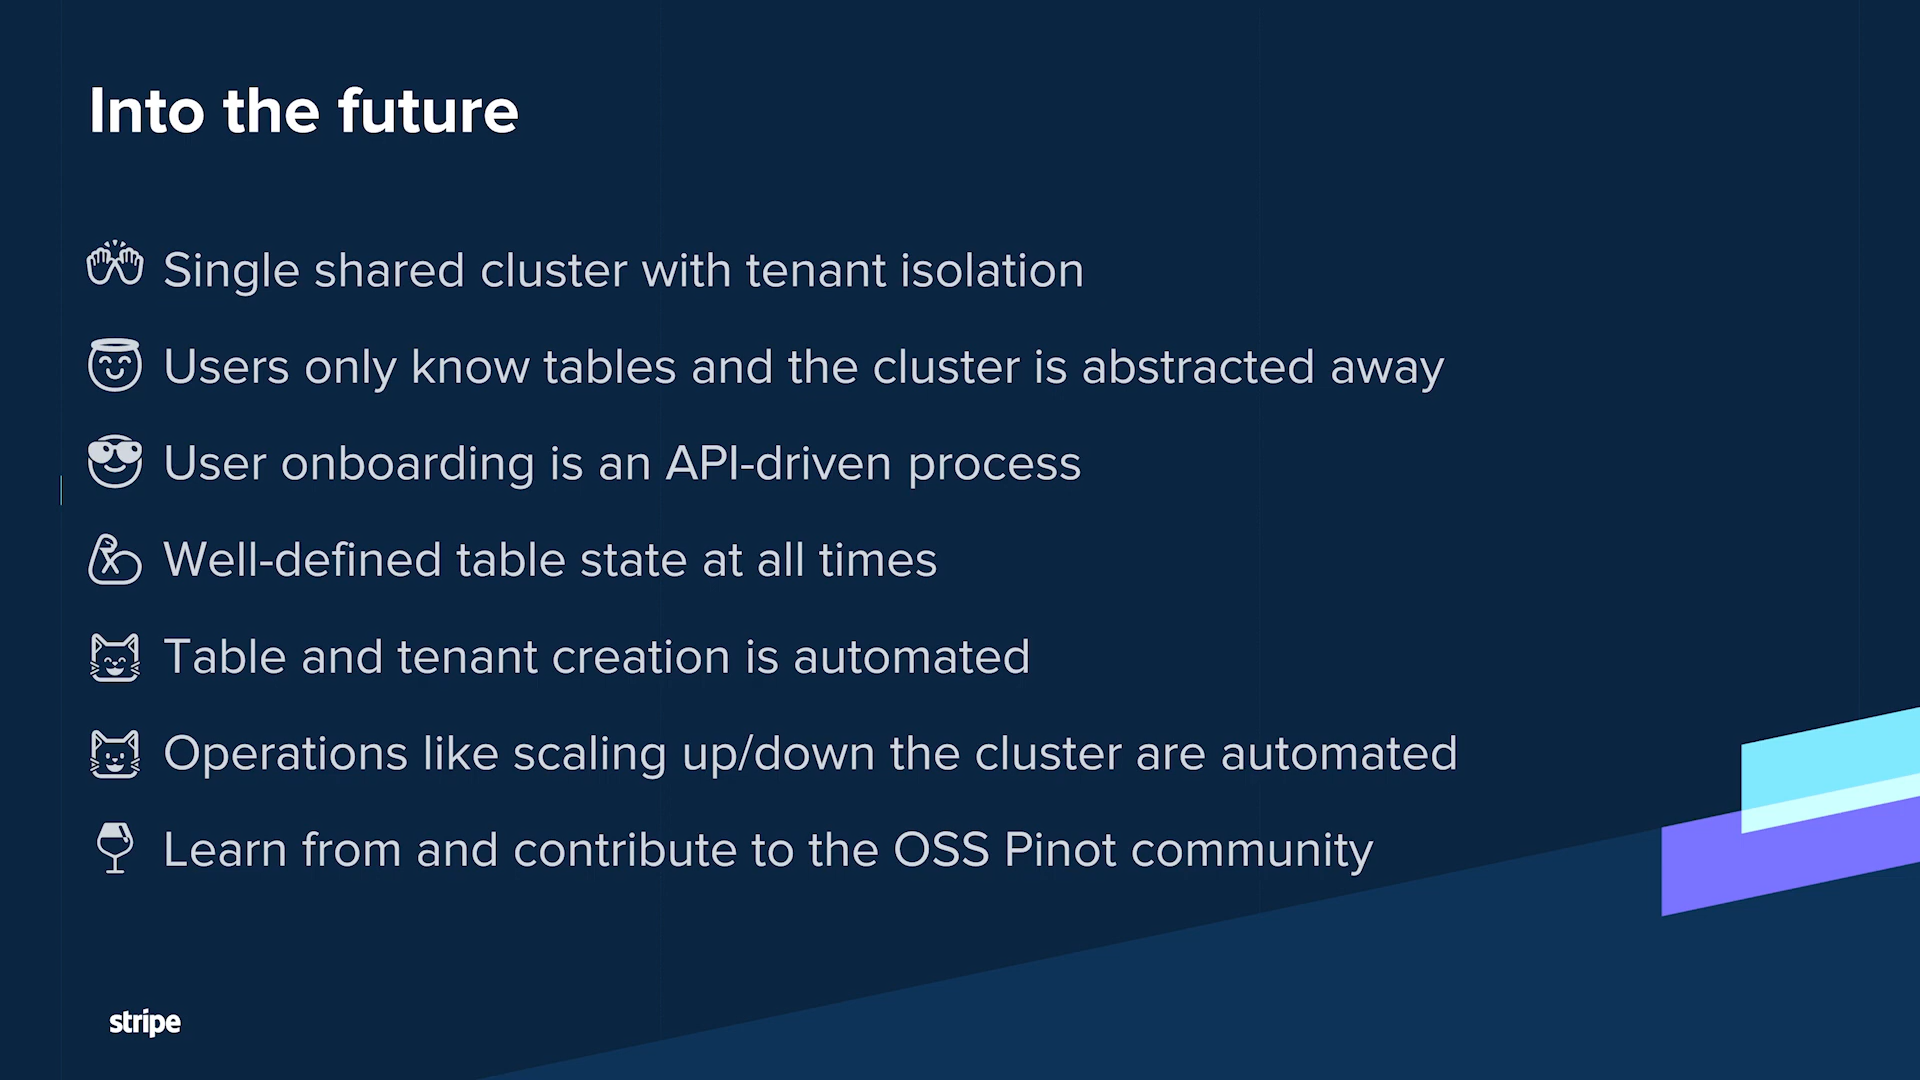 Into the future
Single shared cluster with tenant isolation
Users only know tables and the cluster is abstracted away
User onboarding is an API-driven process
Well-defined table state at all times
Table and tenant creation is automated
Operations like scaling up/down the cluster are automated
Learn from and contribute to the OSS Pinot community
stripe